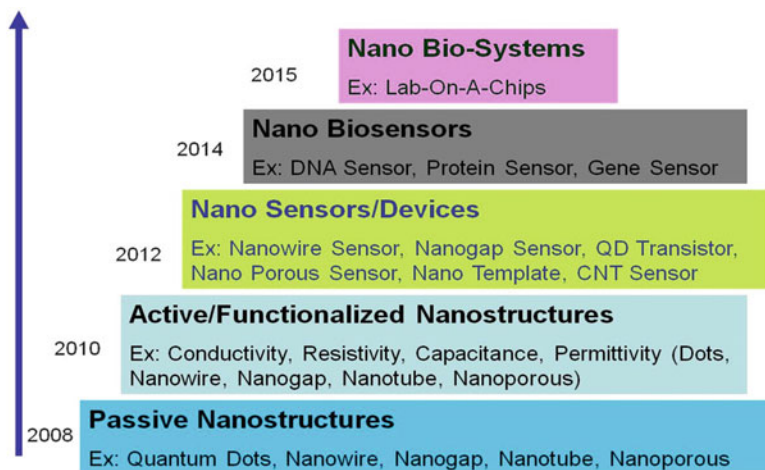 Nano Bio-Systems
2015
Ex: Lab-On-A-Chips
Nano Biosensors
2014
Ex: DNA Sensor, Protein Sensor, Gene Sensor
Nano Sensors/Devices
2012
Ex: Nanowire Sensor, Nanogap Sensor, QD Transistor,
Nano Porous Sensor, Nano Template, CNT Sensor
Active/Functionalized Nanostructures
2010
Ex: Conductivity, Resistivity, Capacitance, Permittivity (Dots,
Nanowire, Nanogap, Nanotube, Nanoporous)
Passive Nanostructures
2008
Ex: Quantum Dots, Nanowire, Nanogap, Nanotube, Nanoporous